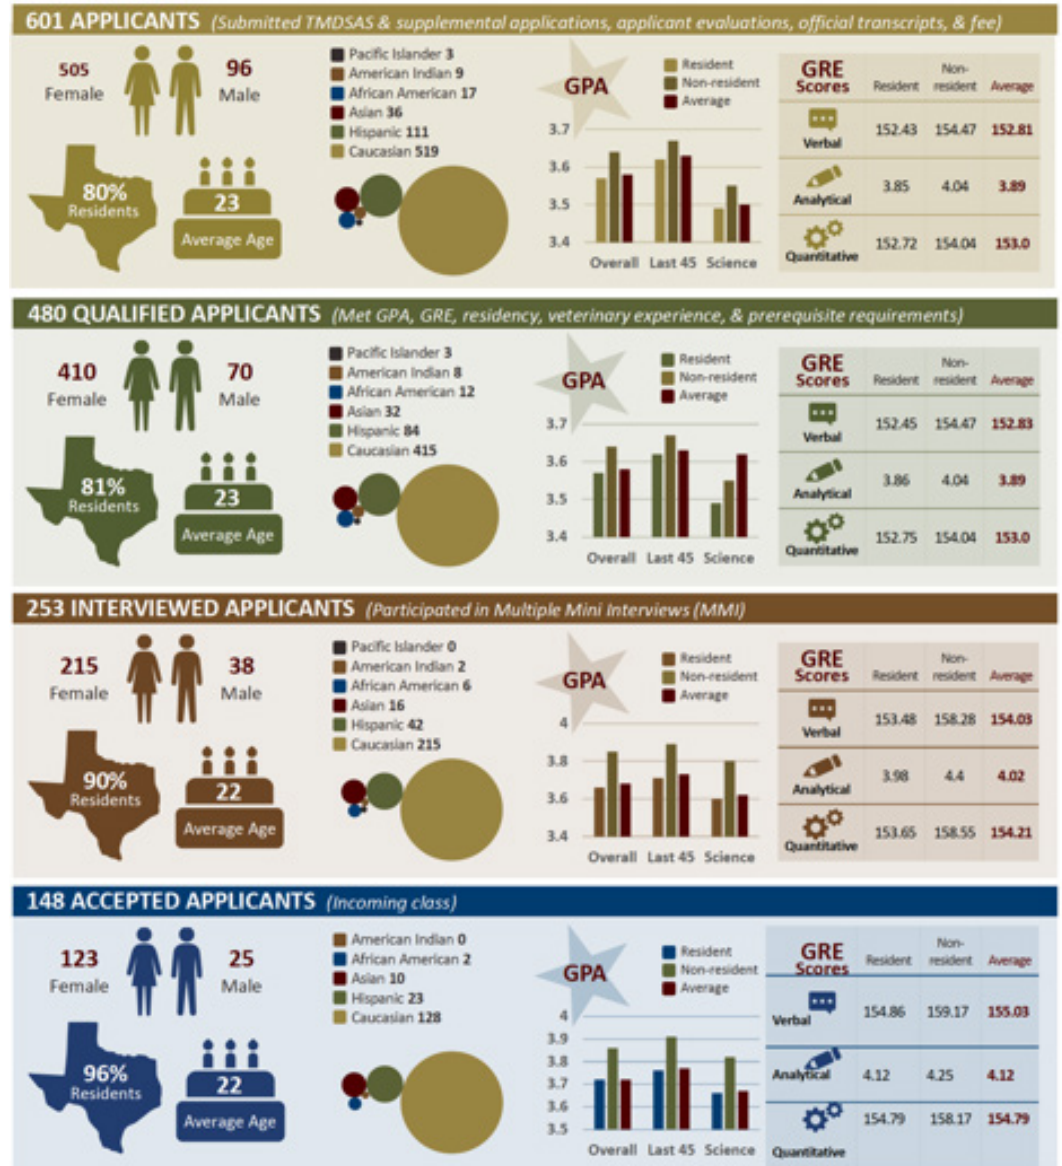 601 APPLICANTS (Submitted TMDSAS & supplemental applications, applicant evaluations, official transcripts, & fee)
505
Female
96
Male
80%
Residents
23
Average Age
Pacific Islander 3
American Indian 9
African American 17
Asian 36
Hispanic 111
Caucasian 519
GPA
Resident
Non-resident
Average
3.7
3.6
3.5
3.4
Overall Last 45 Science
GRE Scores Resident Non-resident Average
Verbal 152.43 154.47 152.81
Analytical 3.85 4.04 3.89
Quantitative 152.72 154.04 153.0
480 QUALIFIED APPLICANTS (Met GPA, GRE, residency, veterinary experience, & prerequisite requirements)
410
Female
70
Male
81%
Residents
23
Average Age
Pacific Islander 3
American Indian 8
African American 12
Asian 32
Hispanic 84
Caucasian 415
GPA
Resident
Non-resident
Average
3.7
3.6
3.5
3.4
Overall Last 45 Science
GRE Scores Resident Non-resident Average
Verbal 152.45 154.47 152.83
Analytical 3.86 4.04 3.89
Quantitative 152.75 154.04 153.0
253 INTERVIEWED APPLICANTS (Participated in Multiple Mini Interviews (MMI)
215
Female
38
Male
90%
Residents
22
Average Age
Pacific Islander 0
American Indian 2
African American 6
Asian 16
Hispanic 42
Caucasian 215
GPA
Resident
Non-resident
Average
4
3.8
3.6
3.4
Overall Last 45 Science
GRE Scores Resident Non-resident Average
Verbal 153.48 158.28 154.03
Analytical 3.98 4.4 4.02
Quantitative 153.65 158.55 154.21
148 ACCEPTED APPLICANTS (Incoming class)
123
Female
25
Male
96%
Residents
22
Average Age
American Indian 0
African American 2
Asian 10
Hispanic 23
Caucasian 128
GPA
Resident
Non-resident
Average
4
3.9
3.8
3.7
3.6
3.5
Overall Last 45 Science
GRE Scores Resident Non-resident Average
Verbal 154.86 159.17 155.03
Analytical 4.12 4.25 4.12
Quantitative 154.79 158.17 154.79